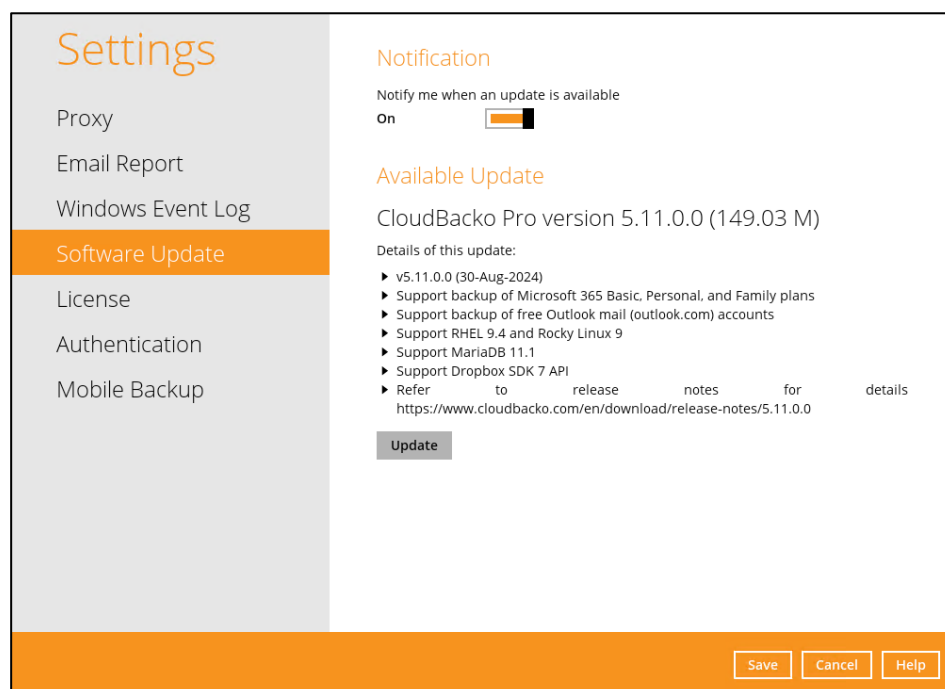 Settings
Proxy
Email Report
Windows Event Log
Software Update
License
Authentication
Mobile Backup
Notification
Notify me when an update is available
On
Available Update
CloudBacko Pro version 5.11.0.0 (149.03 M)
Details of this update:
v5.11.0.0 (30-Aug-2024)
Support backup of Microsoft 365 Basic, Personal, and Family plans
Support backup of free Outlook mail (outlook.com) accounts
Support RHEL 9.4 and Rocky Linux 9
Support MariaDB 11.1
Support Dropbox SDK 7 API
Refer to release notes for details
https://www.cloudbacko.com/en/download/release-notes/5.11.0.0
Update
Save Cancel Help